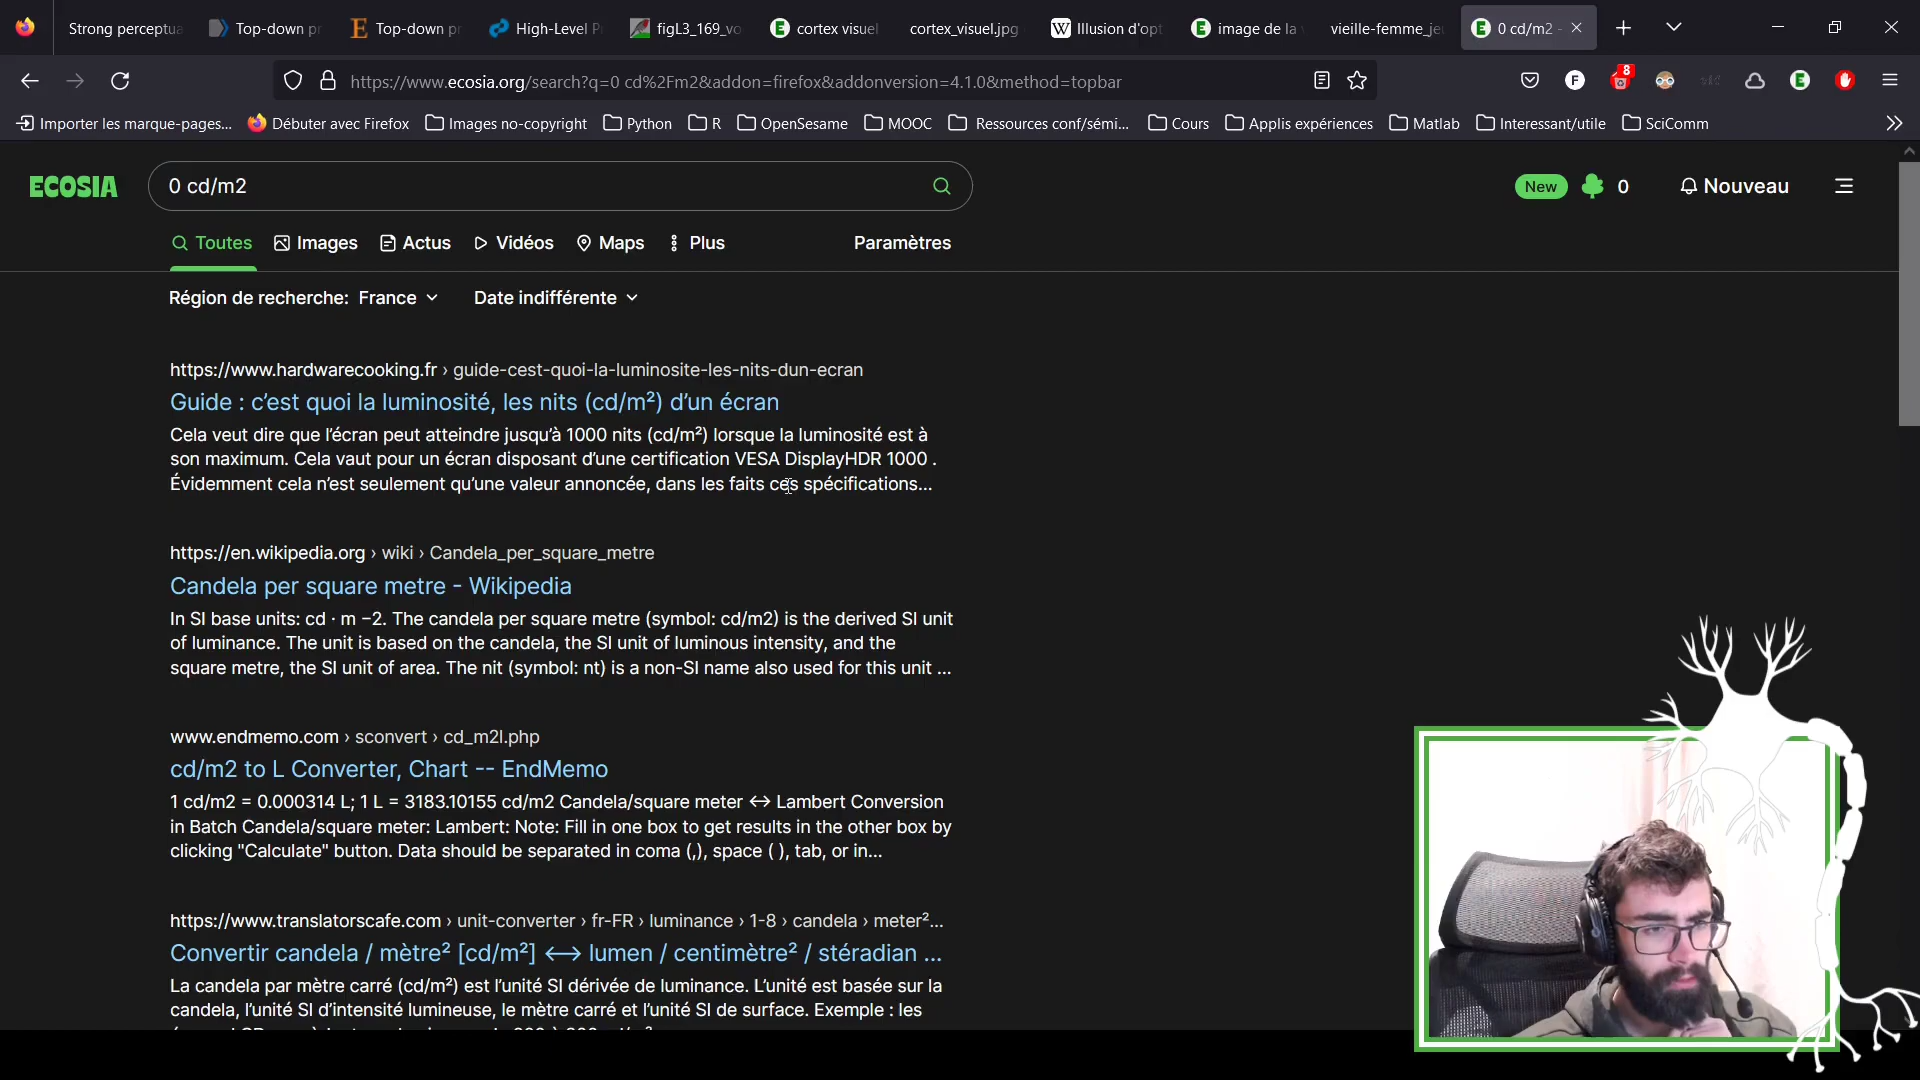 Strong perceptua
Top-down pr
Top-down pr
High-Level P
figL3_169_vo
cortex visuel
cortex_visuel.jpg
Illusion d'opt
image de la v
vieille-femme_je
0 cd/m2 -
https://www.ecosia.org/search?q=0 cd%2Fm2&addon=firefox&addonversion=4.1.0&method=topbar
8
Importer les marque-pages...
Débuter avec Firefox
Images no-copyright
Python
R
OpenSesame
MOOC
Ressources conf/sémi...
Cours
Applis expériences
Matlab
Interessant/utile
SciComm
ECOSIA
0 cd/m2
New
0
Nouveau
Toutes
Images
Actus
Vidéos
Maps
Plus
Paramètres
Région de recherche: France
Date indifférente
https://www.hardwarecooking.fr › guide-cest-quoi-la-luminosite-les-nits-dun-ecran
Guide : c'est quoi la luminosité, les nits (cd/m²) d'un écran
Cela veut dire que l'écran peut atteindre jusqu'à 1000 nits (cd/m²) lorsque la luminosité est à
son maximum. Cela vaut pour un écran disposant d'une certification VESA DisplayHDR 1000 .
Évidemment cela n'est seulement qu'une valeur annoncée, dans les faits ces spécifications...
https://en.wikipedia.org › wiki › Candela_per_square_metre
Candela per square metre - Wikipedia
In SI base units: cd · m −2. The candela per square metre (symbol: cd/m2) is the derived SI unit
of luminance. The unit is based on the candela, the SI unit of luminous intensity, and the
square metre, the SI unit of area. The nit (symbol: nt) is a non-SI name also used for this unit ...
www.endmemo.com › sconvert › cd_m2l.php
cd/m2 to L Converter, Chart -- EndMemo
1 cd/m2 = 0.000314 L; 1 L = 3183.10155 cd/m2 Candela/square meter ↔ Lambert Conversion
in Batch Candela/square meter: Lambert: Note: Fill in one box to get results in the other box by
clicking "Calculate" button. Data should be separated in coma (,), space ( ), tab, or in...
https://www.translatorscafe.com › unit-converter › fr-FR › luminance › 1-8 › candela › meter²...
Convertir candela / mètre² [cd/m²] <—> lumen / centimètre² / stéradian ...
La candela par mètre carré (cd/m²) est l'unité SI dérivée de luminance. L'unité est basée sur la
candela, l'unité SI d'intensité lumineuse, le mètre carré et l'unité SI de surface. Exemple : les